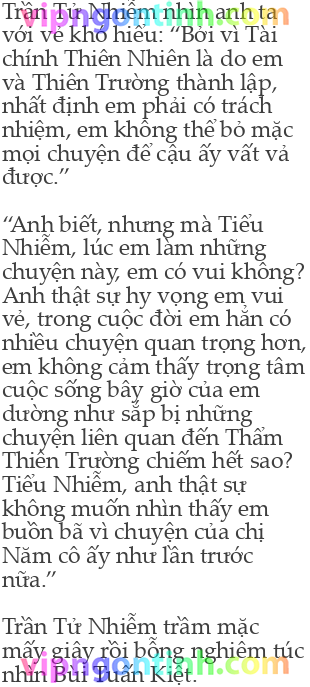 Trần Tử Nhiễm nhìn anh ta
vipngontinh.com
với vẻ khó hiểu: “Bởi vì Tài
chính Thiên Nhiên là do em
và Thiên Trường thành lập,
nhất định em phải có trách
nhiệm, em không thể bỏ mặc
mọi chuyện để cậu ấy vất vả
được.”
“Anh biết, nhưng mà Tiểu
Nhiễm, lúc em làm những
chuyện này, em có vui không?
Anh thật sự hy vọng em vui
vẻ, trong cuộc đời em hẳn có
nhiều chuyện quan trọng hơn,
em không cảm thấy trọng tâm
cuộc sống bây giờ của em
dường như sắp bị những
chuyện liên quan đến Thẩm
Thiên Trường chiếm hết sao?
Tiểu Nhiễm, anh thật sự
không muốn nhìn thấy em
buồn bã vì chuyện của chị
Năm cô ấy như lần trước
nữa.”
Trần Tử Nhiễm trầm mặc
mấy giây rồi bỗng nghiêm túc
vipngontinh.com
nhìn Bùi Tuấn Kiệt.